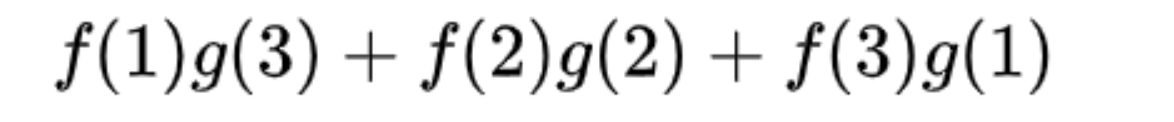 f(1)g(3) + f(2)g(2) + f(3)g(1)